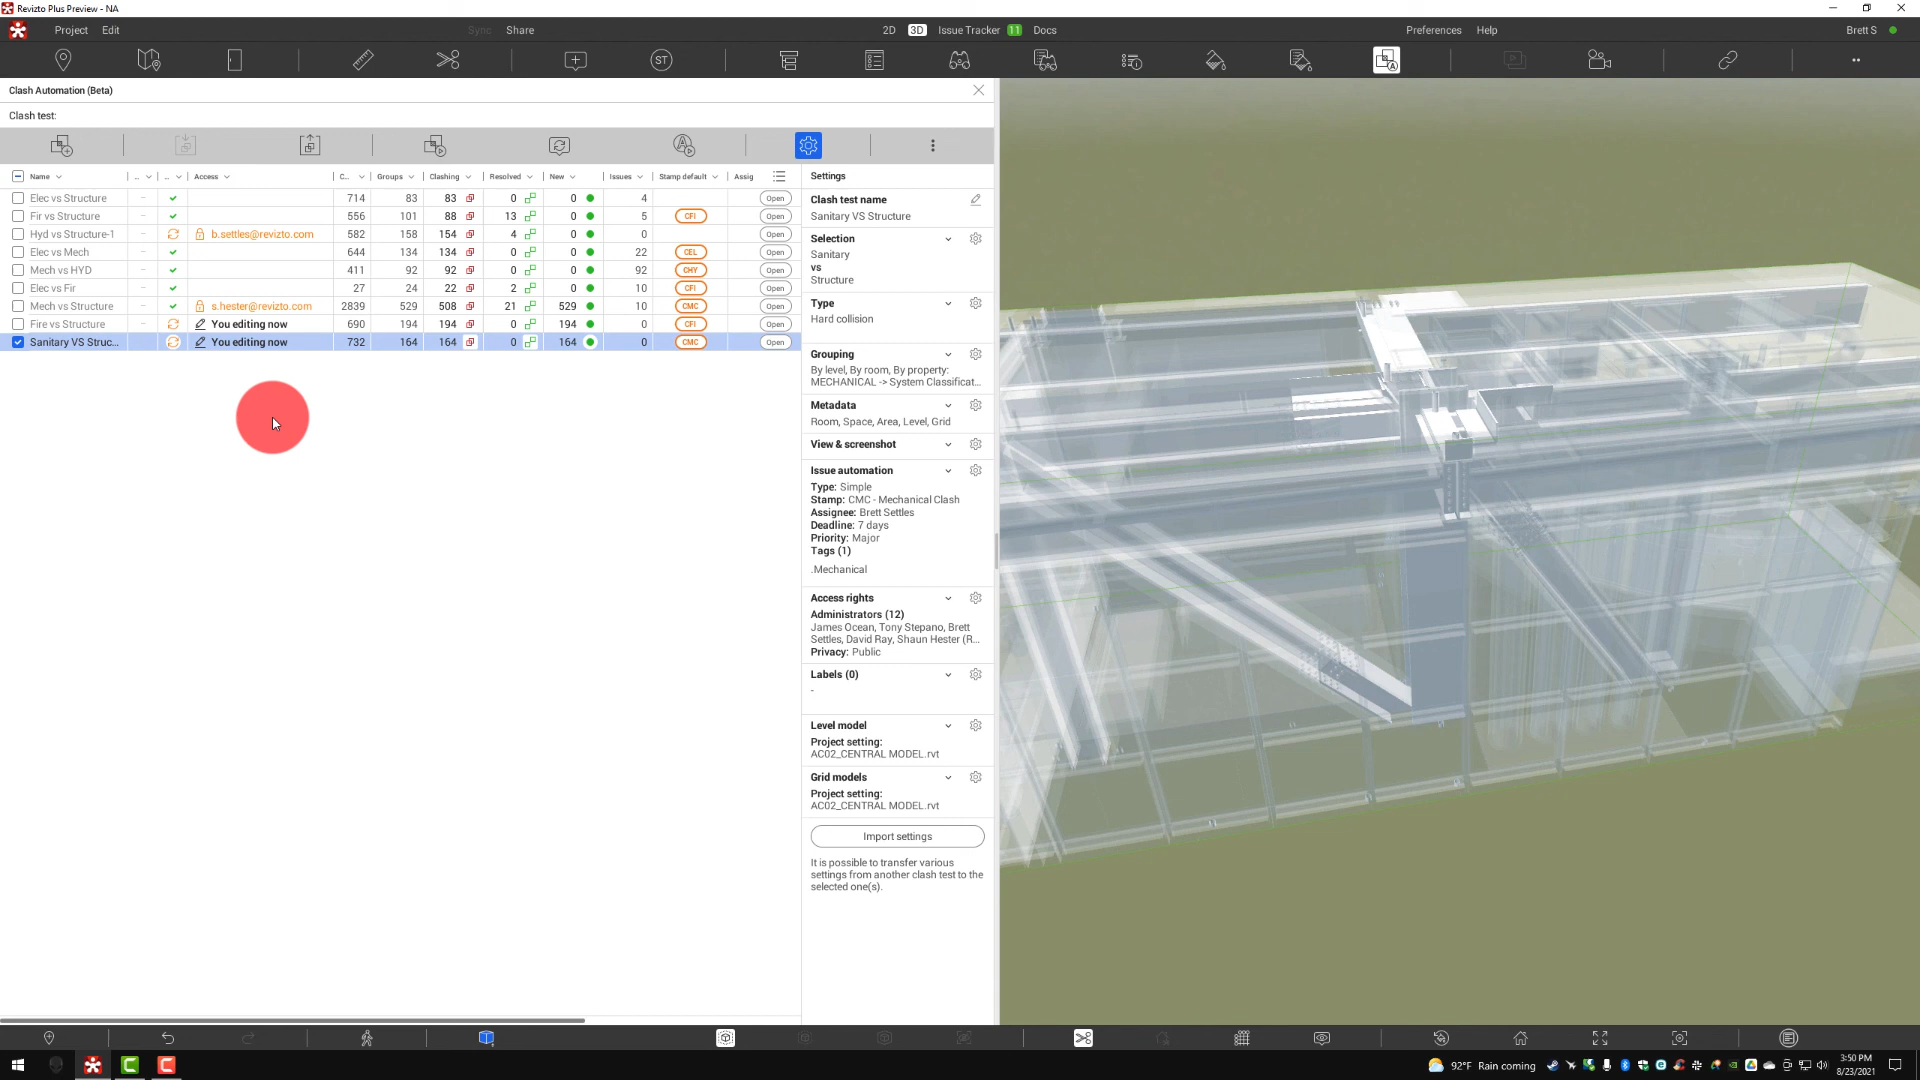 Revizto Plus Preview - NA
Project Edit Sync Share 2D 3D Issue Tracker 11 Docs Preferences Help Brett S
ST
Clash Automation (Beta)
Clash test:
Name ... ... Access C... Groups Clashing Resolved New Issues Stamp default Assig
Elec vs Structure 714 83 83 0 0 4 Open
Fir vs Structure 556 101 88 13 0 5 CFI Open
Hyd vs Structure-1 b.settles@revizto.com 582 158 154 4 0 0 Open
Elec vs Mech 644 134 134 0 0 22 CEL Open
Mech vs HYD 411 92 92 0 0 92 CHY Open
Elec vs Fir 27 24 22 2 0 10 CFI Open
Mech vs Structure s.hester@revizto.com 2839 529 508 21 529 10 CMC Open
Fire vs Structure You editing now 690 194 194 0 194 0 CFI Open
Sanitary VS Struc... You editing now 732 164 164 0 164 0 CMC Open
Settings
Clash test name
Sanitary VS Structure
Selection
Sanitary
vs
Structure
Type
Hard collision
Grouping
By level, By room, By property:
MECHANICAL -> System Classificat...
Metadata
Room, Space, Area, Level, Grid
View & screenshot
Issue automation
Type: Simple
Stamp: CMC - Mechanical Clash
Assignee: Brett Settles
Deadline: 7 days
Priority: Major
Tags (1)
.Mechanical
Access rights
Administrators (12)
James Ocean, Tony Stepano, Brett
Settles, David Ray, Shaun Hester (R...
Privacy: Public
Labels (0)
-
Level model
Project setting:
AC02_CENTRAL MODEL.rvt
Grid models
Project setting:
AC02_CENTRAL MODEL.rvt
Import settings
It is possible to transfer various
settings from another clash test to the
selected one(s).
92°F Rain coming
3:50 PM
8/23/2021